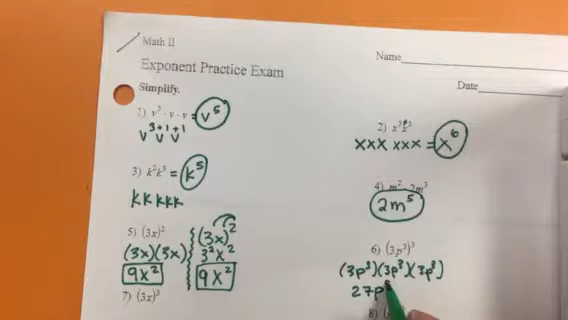 Math II
Name
Exponent Practice Exam
Date
Simplify.
1) v³ · v · v = v⁵
v³⁺¹⁺¹
2) x³x³
xxx xxx = x⁶
3) k²k³ = k⁵
kkkkk
4) m² · 2m³
2m⁵
5) (3x)²
(3x)(3x)
9x²
(3x)²
3²x²
9x²
6) (3p³)³
(3p³)(3p³)(3p³)
27p
7) (3x)³
8)